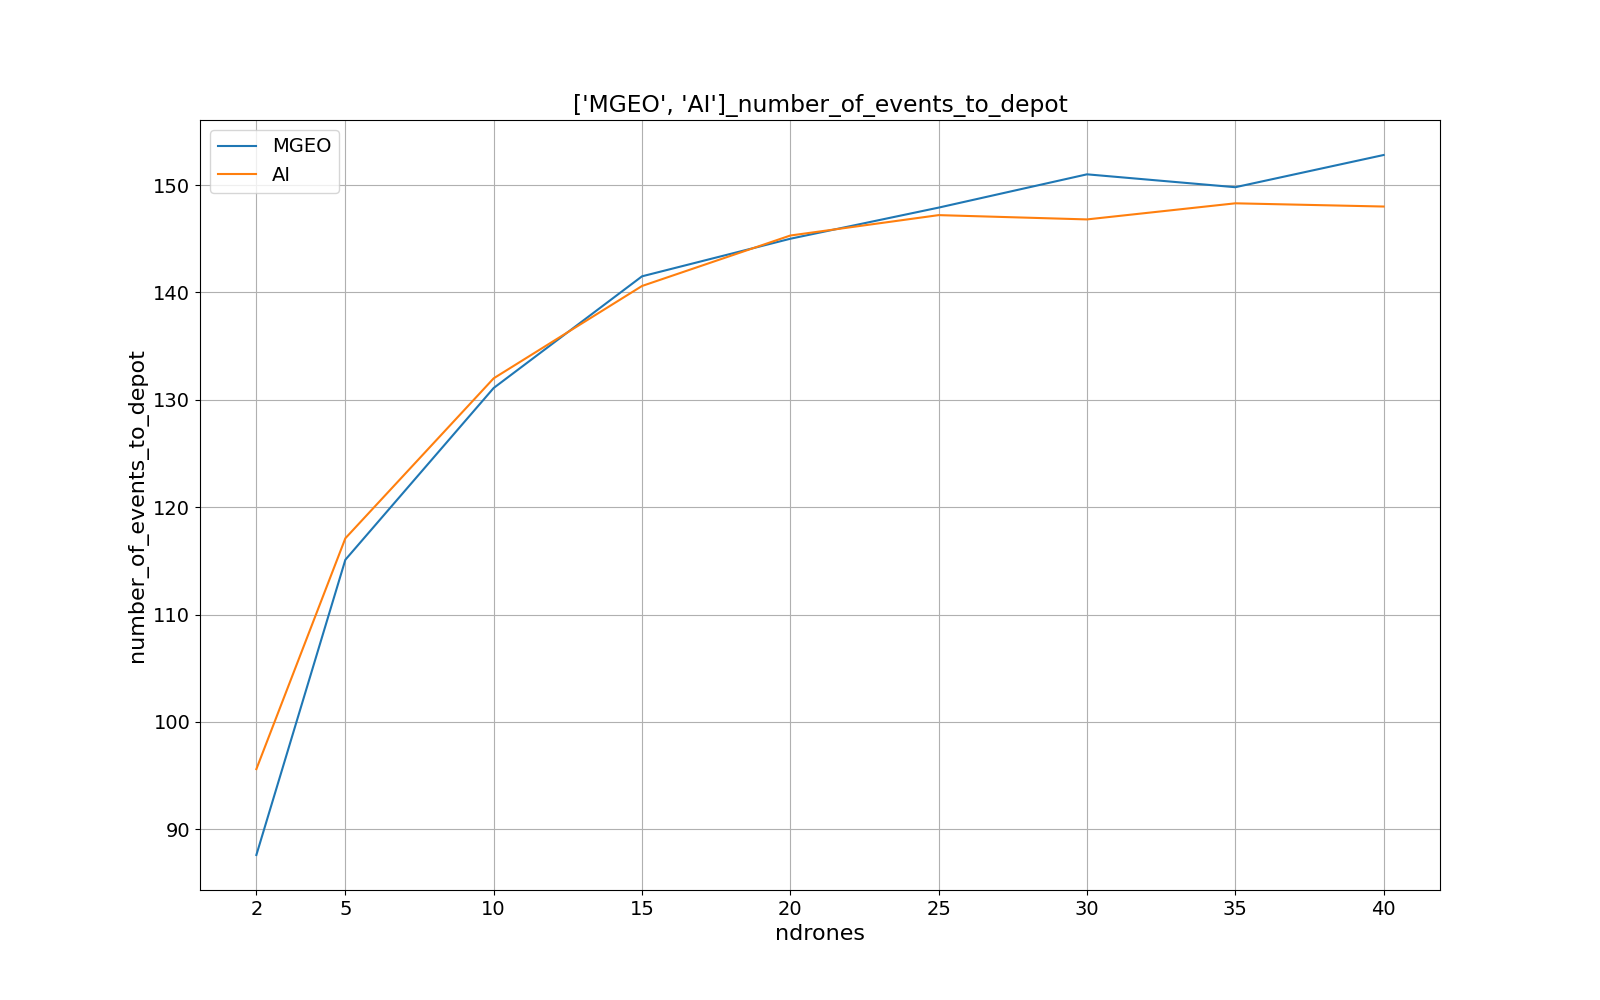 ['MGEO', 'AI']_number_of_events_to_depot
MGEO
AI
number_of_events_to_depot
150
140
130
120
110
100
90
2 5 10 15 20 25 30 35 40
ndrones